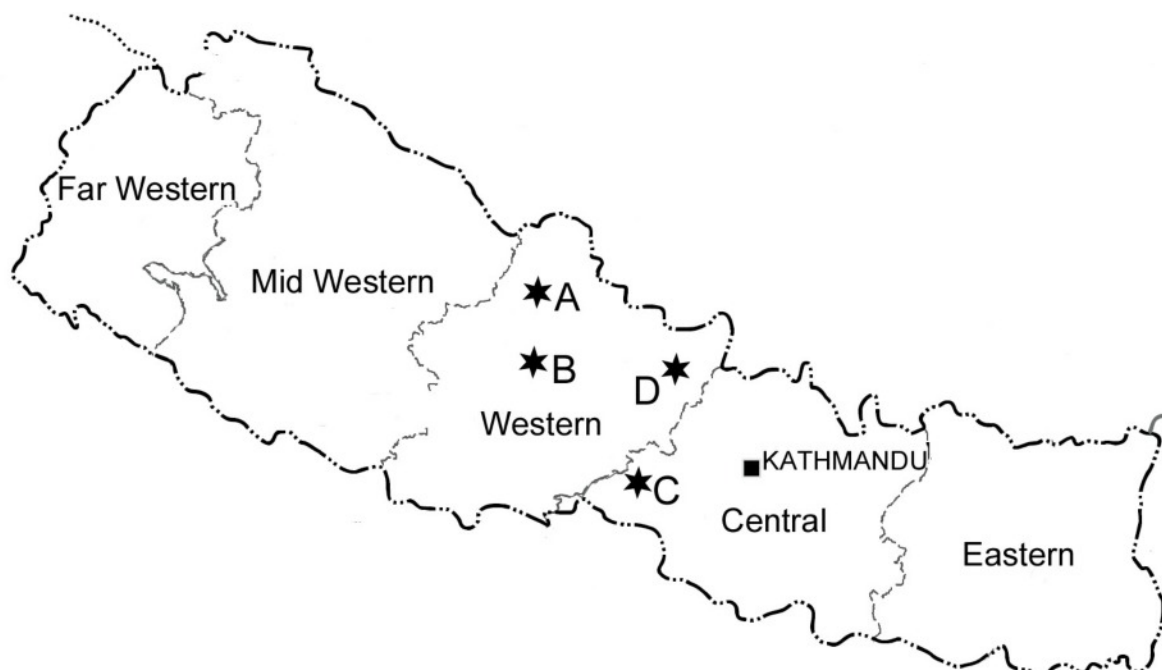 Far Western
Mid Western
A
B
D
Western
KATHMANDU
C
Central
Eastern